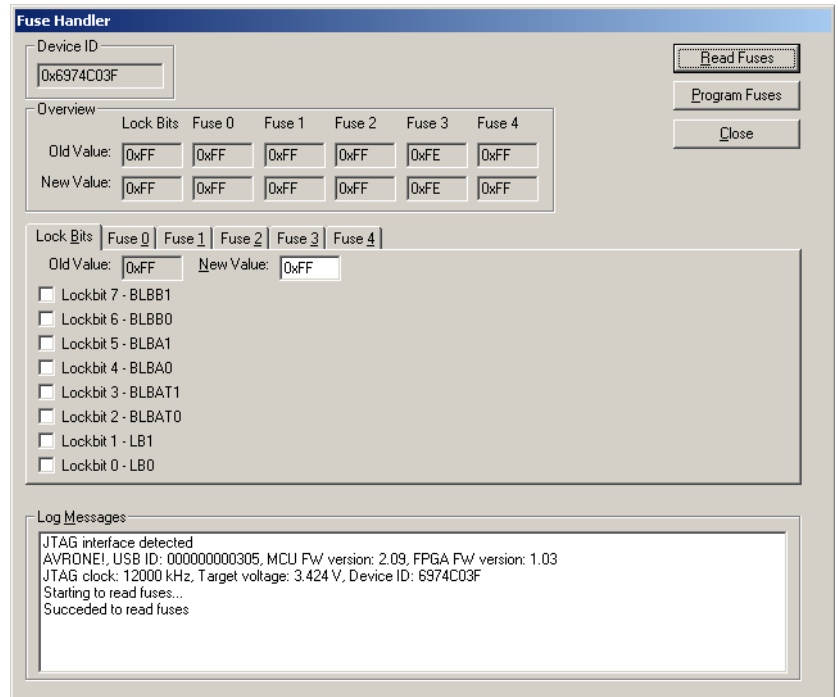 Fuse Handler
Device ID
0x6974C03F
Read Fuses
Program Fuses
Close
Overview
Lock Bits Fuse 0 Fuse 1 Fuse 2 Fuse 3 Fuse 4
Old Value: 0xFF 0xFF 0xFF 0xFF 0xFE 0xFF
New Value: 0xFF 0xFF 0xFF 0xFF 0xFE 0xFF
Lock Bits Fuse 0 Fuse 1 Fuse 2 Fuse 3 Fuse 4
Old Value: 0xFF New Value: 0xFF
Lockbit 7 - BLBB1
Lockbit 6 - BLBB0
Lockbit 5 - BLBA1
Lockbit 4 - BLBA0
Lockbit 3 - BLBAT1
Lockbit 2 - BLBAT0
Lockbit 1 - LB1
Lockbit 0 - LB0
Log Messages
JTAG interface detected
AVRONE!, USB ID: 000000000305, MCU FW version: 2.09, FPGA FW version: 1.03
JTAG clock: 12000 kHz, Target voltage: 3.424 V, Device ID: 6974C03F
Starting to read fuses...
Succeded to read fuses